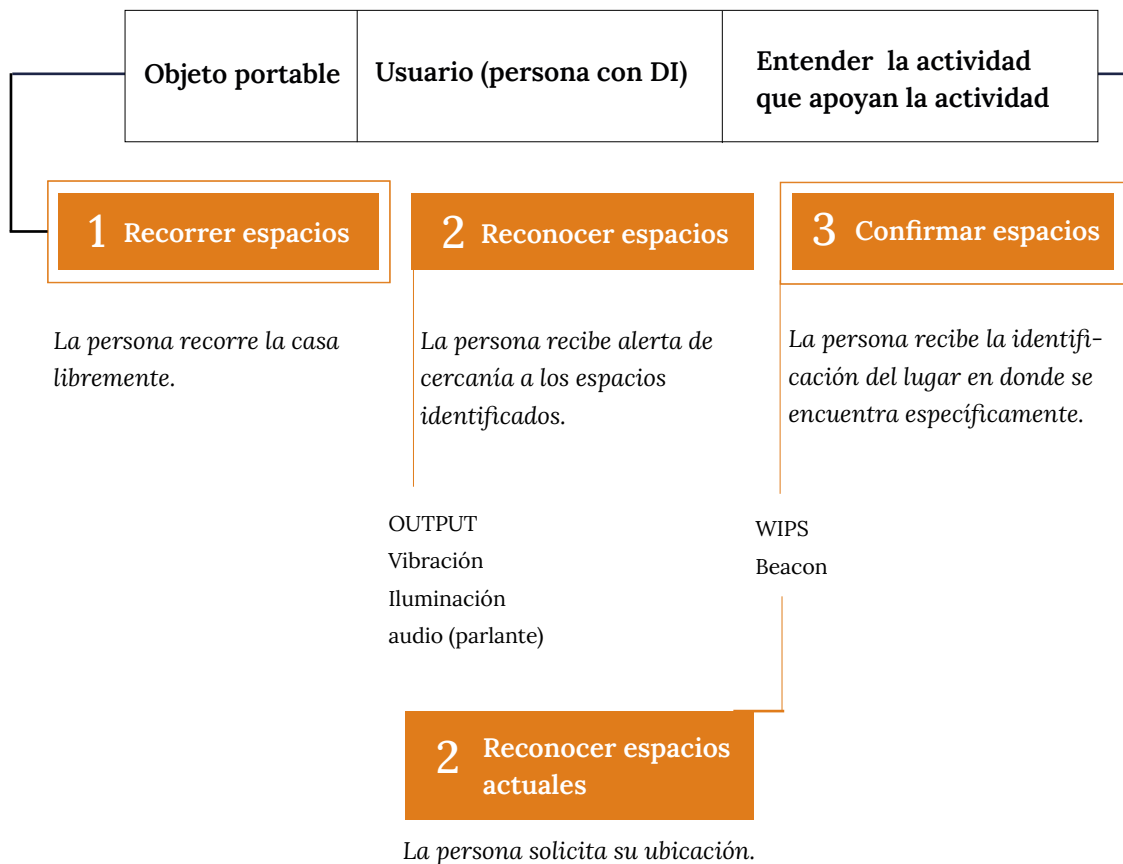 Objeto portable
Usuario (persona con DI)
Entender la actividad
que apoyan la actividad
1 Recorrer espacios
2 Reconocer espacios
3 Confirmar espacios
La persona recorre la casa
libremente.
La persona recibe alerta de
cercanía a los espacios
identificados.
La persona recibe la identifi-
cación del lugar en donde se
encuentra específicamente.
OUTPUT
Vibración
Iluminación
audio (parlante)
WIPS
Beacon
2 Reconocer espacios
actuales
La persona solicita su ubicación.